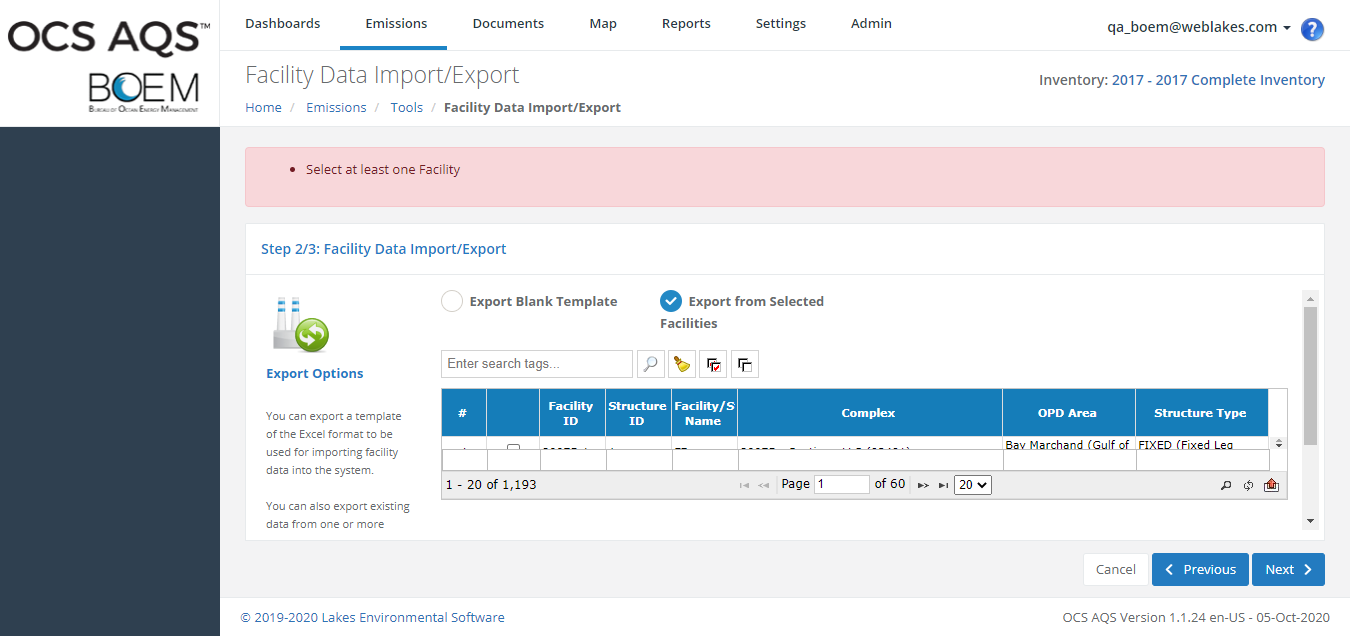 OCS AQS™
BOEM
BUREAU OF OCEAN ENERGY MANAGEMENT
Dashboards Emissions Documents Map Reports Settings Admin
qa_boem@weblakes.com ?
Facility Data Import/Export
Inventory: 2017 - 2017 Complete Inventory
Home / Emissions / Tools / Facility Data Import/Export
• Select at least one Facility
Step 2/3: Facility Data Import/Export
Export Options
You can export a template
of the Excel format to be
used for importing facility
data into the system.
You can also export existing
data from one or more
Export Blank Template
Export from Selected
Facilities
Enter search tags...
# Facility ID Structure ID Facility/S Name Complex OPD Area Structure Type
Bay Marchand (Gulf of FIXED (Fixed Leg
1 - 20 of 1,193 Page 1 of 60 20
Cancel Previous Next
© 2019-2020 Lakes Environmental Software
OCS AQS Version 1.1.24 en-US - 05-Oct-2020